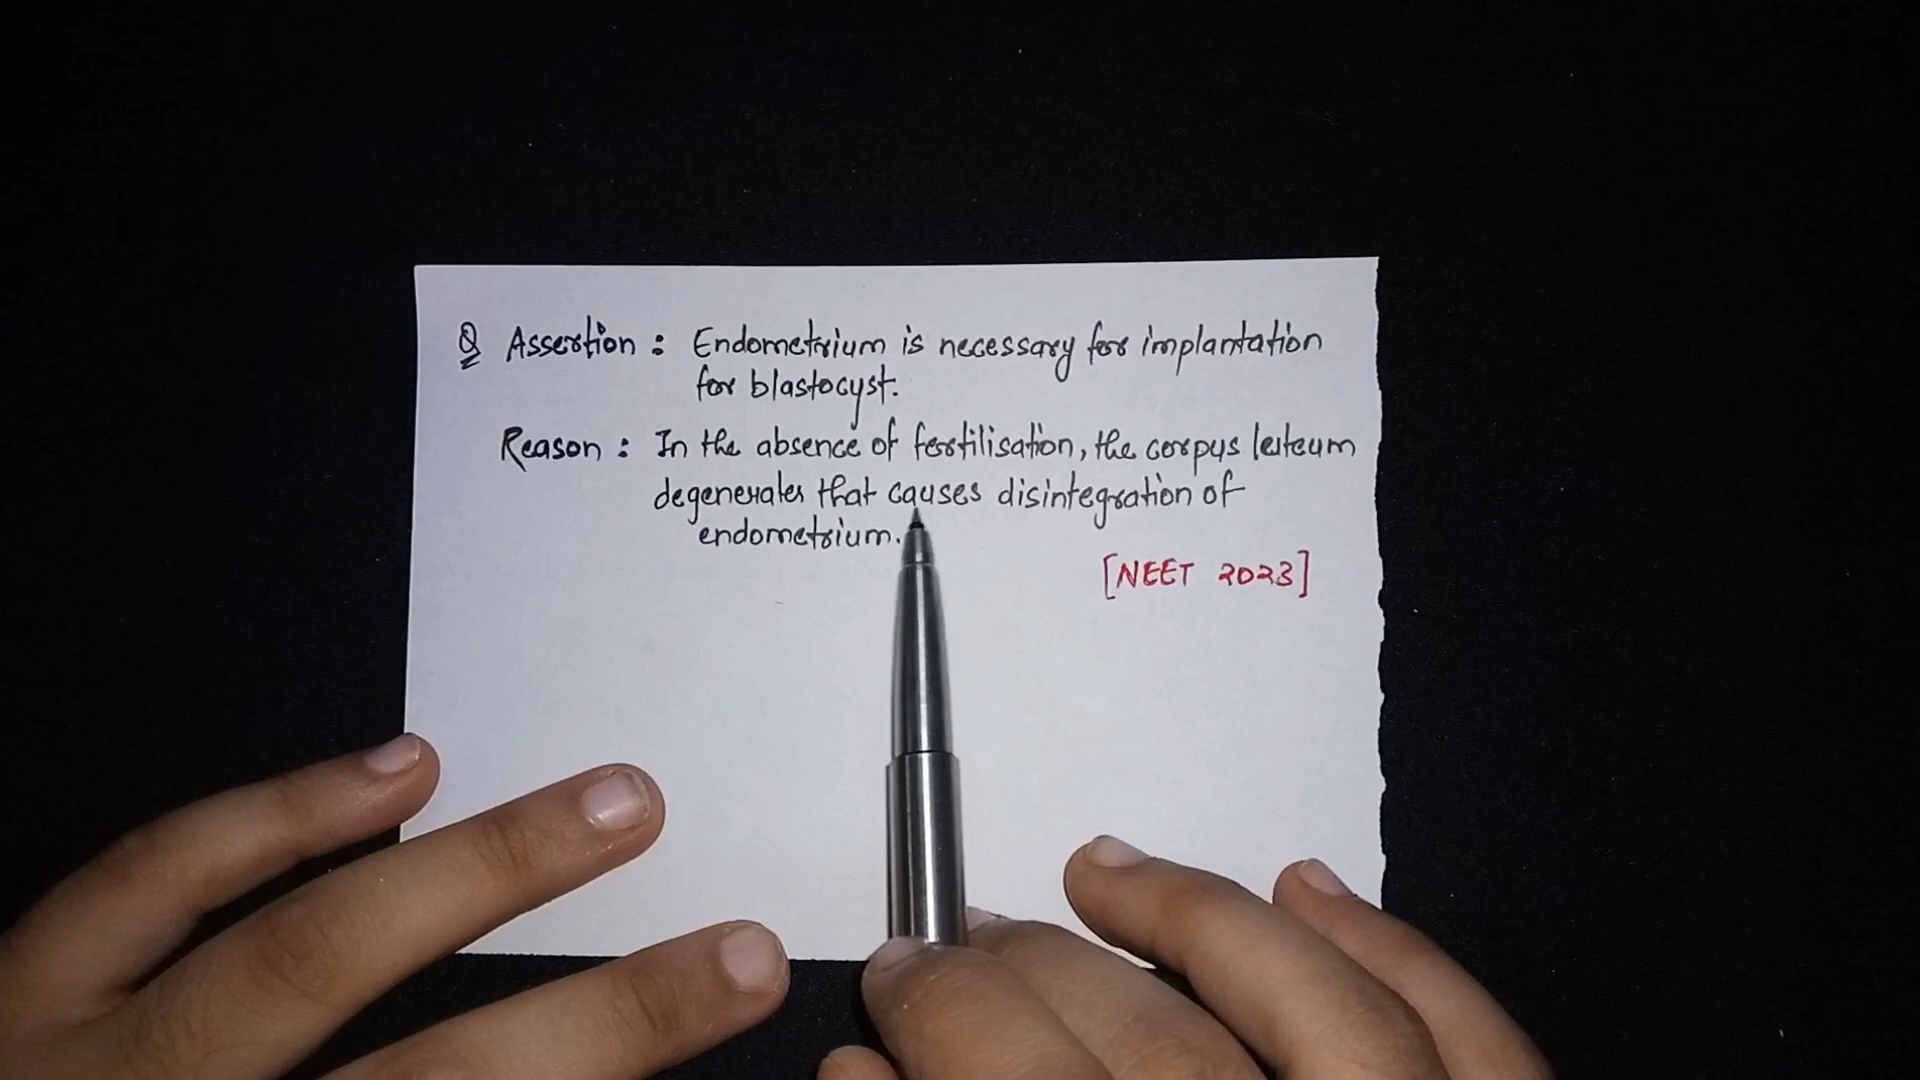 Q Assertion : Endometrium is necessary for implantation
for blastocyst.
Reason : In the absence of fertilisation, the corpus leuteum
degenerates that causes disintegration of
endometrium.
[NEET 2023]